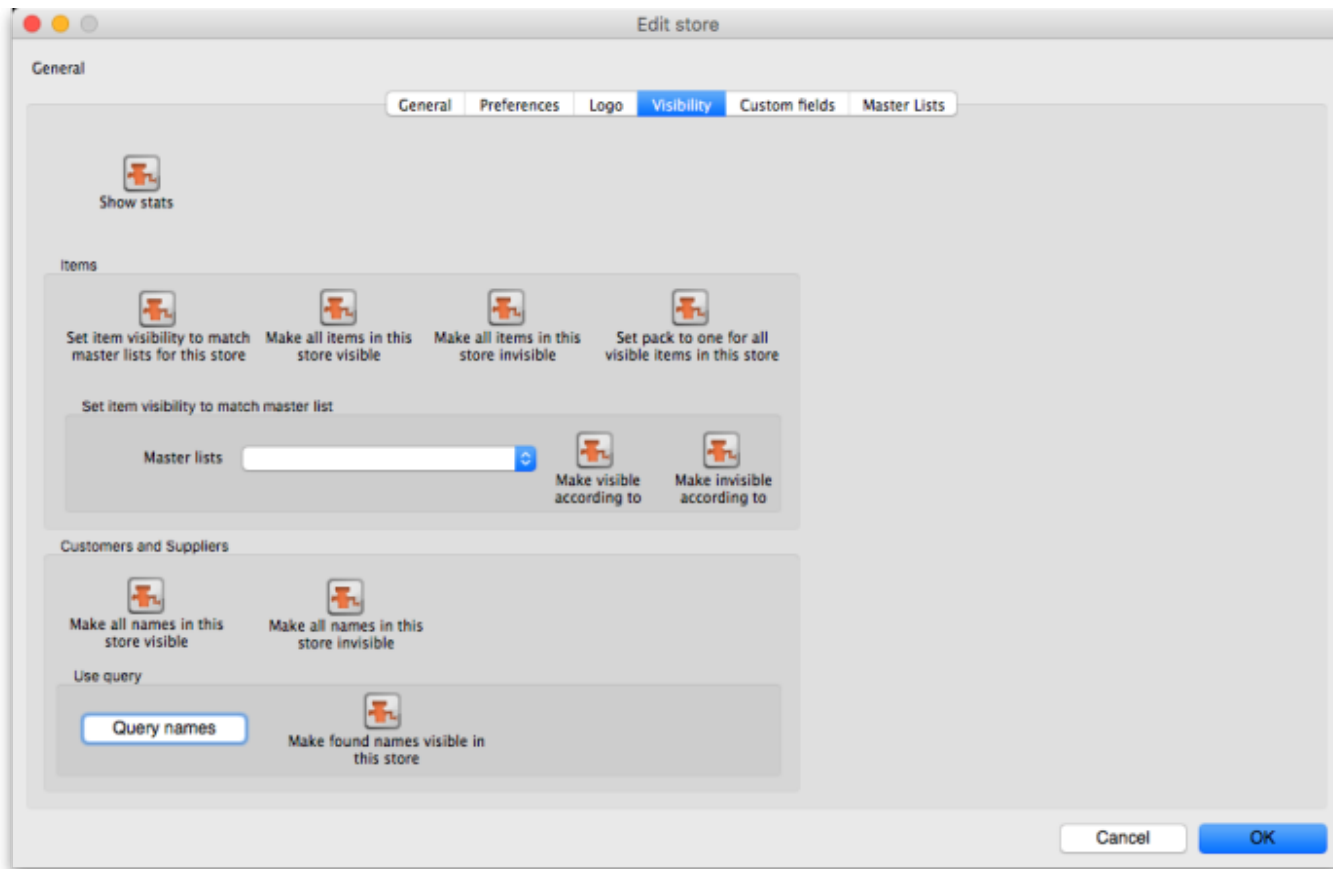 Edit store
General
General Preferences Logo Visibility Custom fields Master Lists
Show stats
Items
Set item visibility to match
master lists for this store
Make all items in this
store visible
Make all items in this
store invisible
Set pack to one for all
visible items in this store
Set item visibility to match master list
Master lists
Make visible
according to
Make invisible
according to
Customers and Suppliers
Make all names in this
store visible
Make all names in this
store invisible
Use query
Query names
Make found names visible in
this store
Cancel
OK